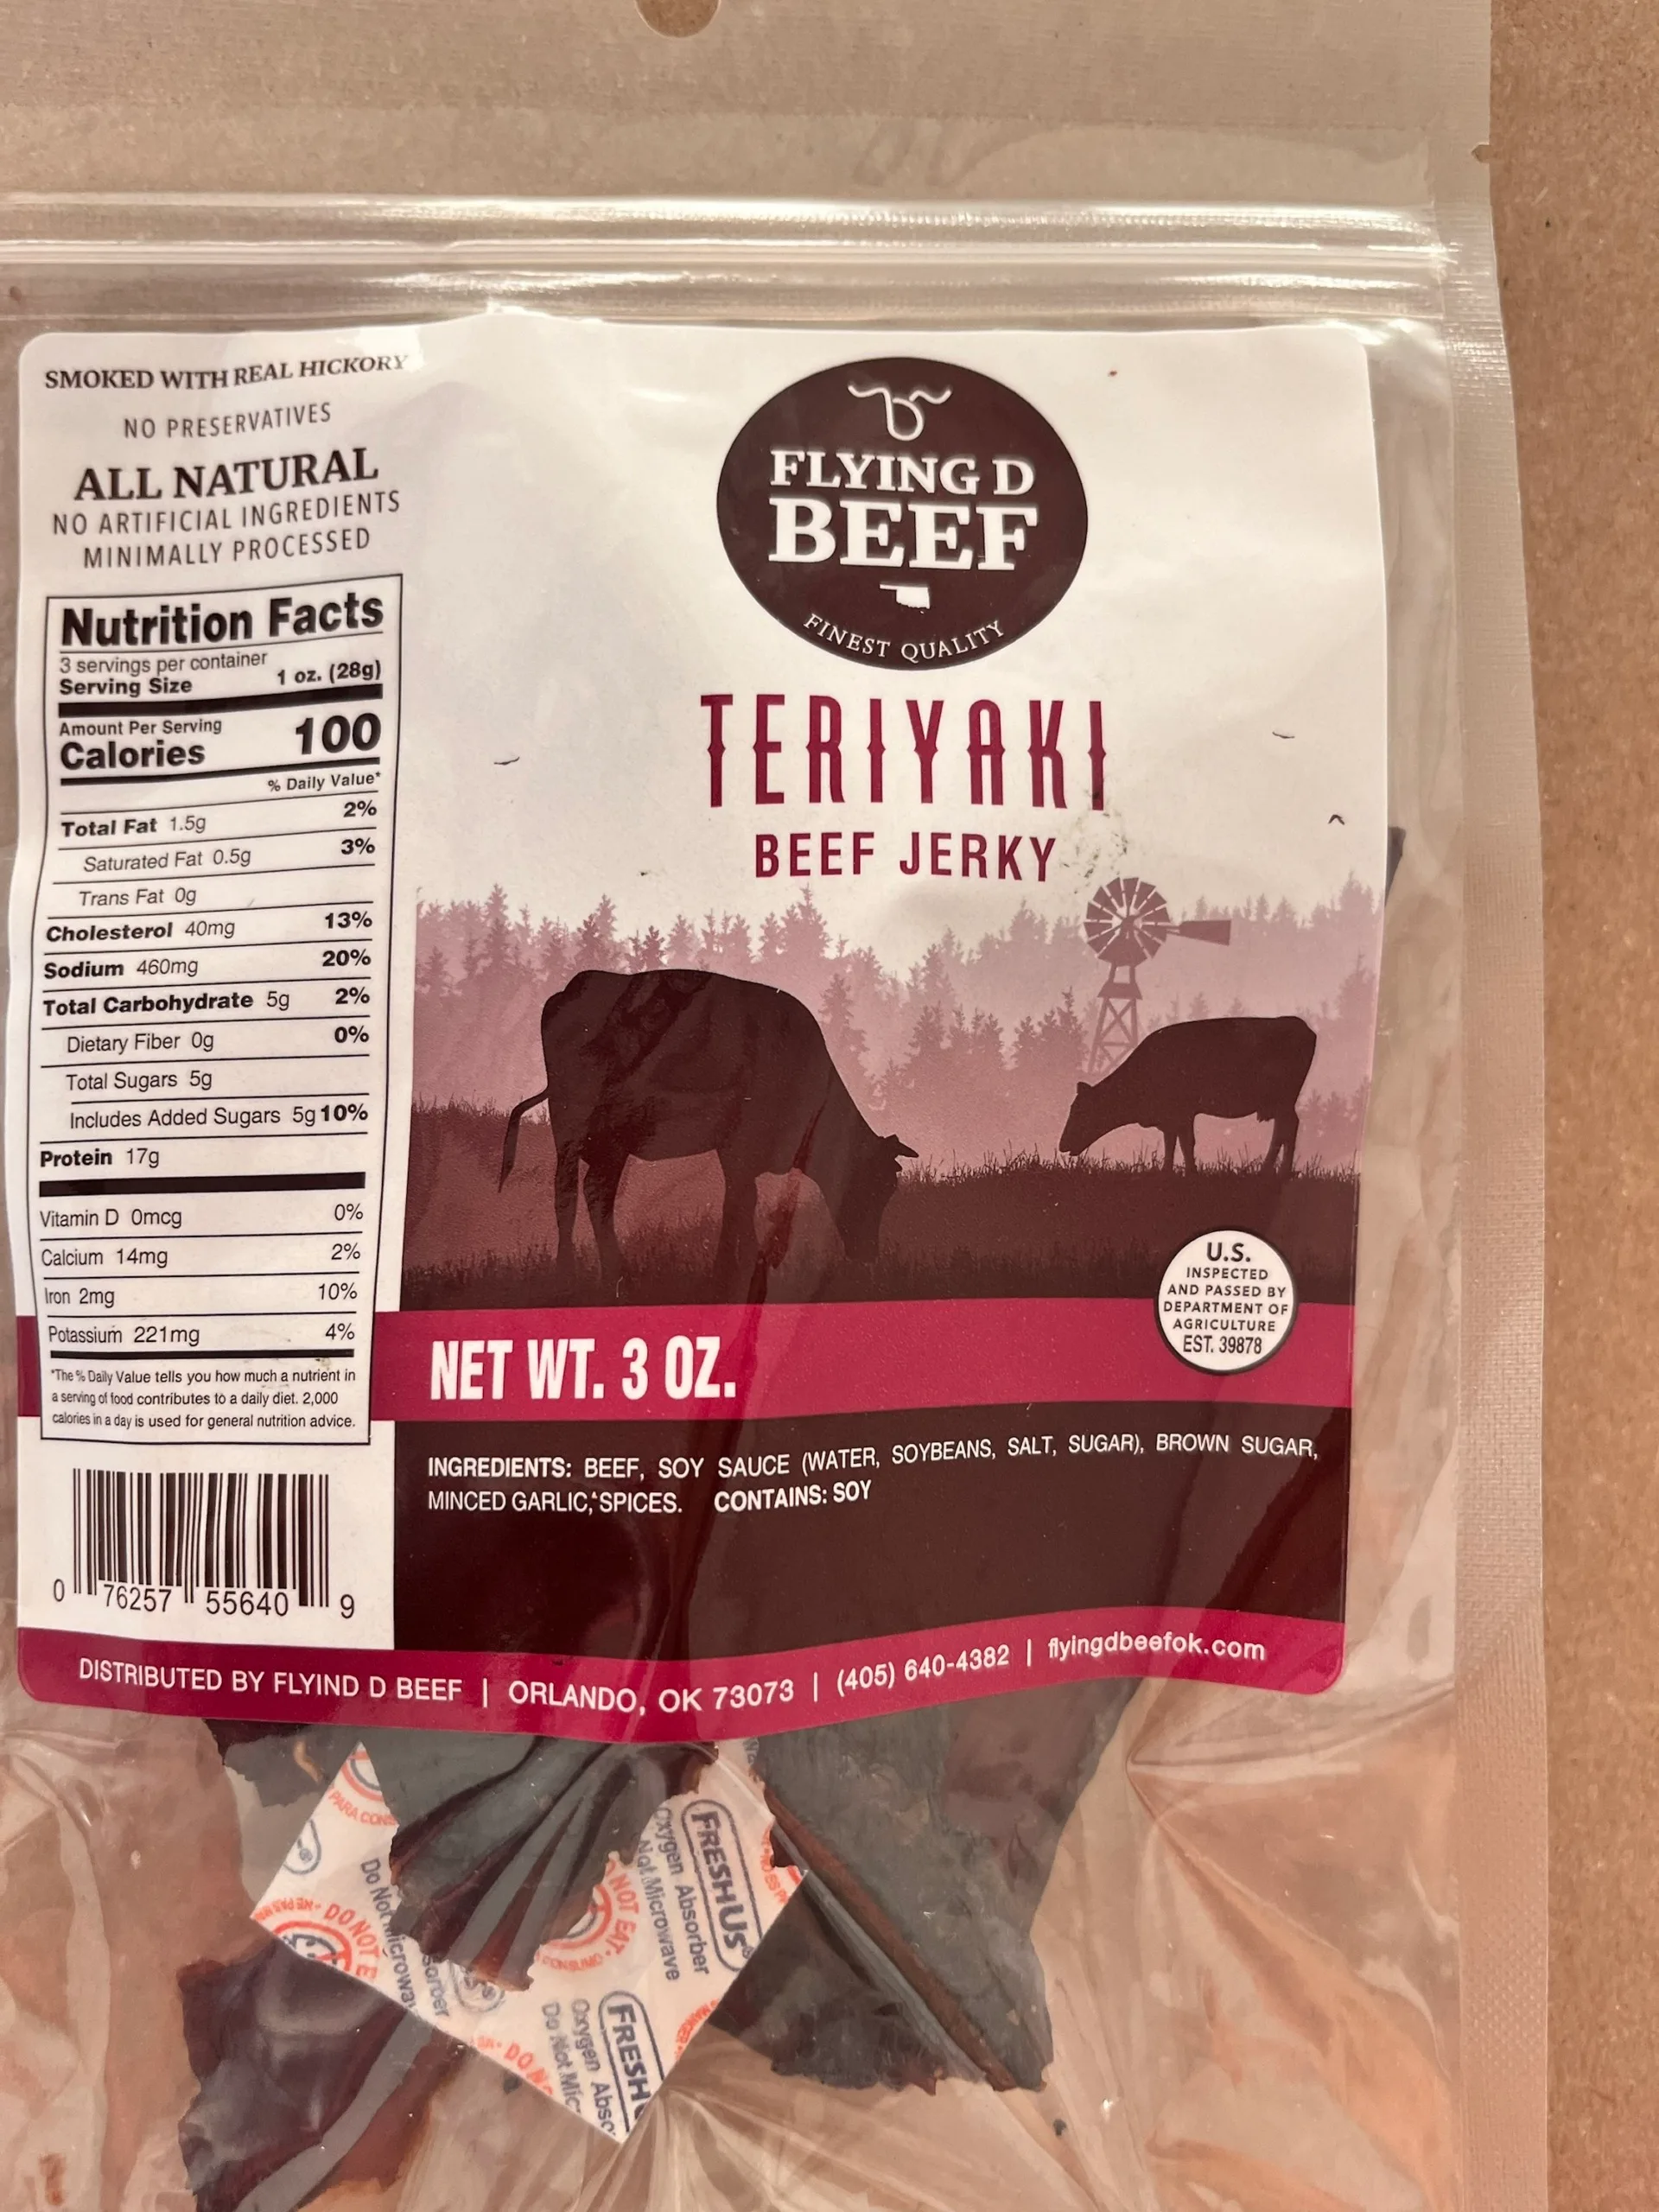 SMOKED WITH REAL HICKORY
NO PRESERVATIVES
ALL NATURAL
NO ARTIFICIAL INGREDIENTS
MINIMALLY PROCESSED
Nutrition Facts
3 servings per container
Serving Size 1 oz. (28g)
Amount Per Serving
Calories 100
% Daily Value*
Total Fat 1.5g 2%
Saturated Fat 0.5g 3%
Trans Fat 0g
Cholesterol 40mg 13%
Sodium 460mg 20%
Total Carbohydrate 5g 2%
Dietary Fiber 0g 0%
Total Sugars 5g
Includes Added Sugars 5g 10%
Protein 17g
Vitamin D 0mcg 0%
Calcium 14mg 2%
Iron 2mg 10%
Potassium 221mg 4%
*The % Daily Value tells you how much a nutrient in
a serving of food contributes to a daily diet. 2,000
calories in a day is used for general nutrition advice.
0 76257 55640 9
FLYING D
BEEF
FINEST QUALITY
TERIYAKI
BEEF JERKY
U.S.
INSPECTED
AND PASSED BY
DEPARTMENT OF
AGRICULTURE
EST. 39878
NET WT. 3 OZ.
INGREDIENTS: BEEF, SOY SAUCE (WATER, SOYBEANS, SALT, SUGAR), BROWN SUGAR,
MINCED GARLIC, SPICES. CONTAINS: SOY
DISTRIBUTED BY FLYIND D BEEF | ORLANDO, OK 73073 | (405) 640-4382 | flyingdbeefok.com
FRESHUS®
Oxygen Absorber
Not Microwave
NOT EAT
Do Not Microwav
DO NOT E
FRESHU
Oxygen Abso
Do Not Mic